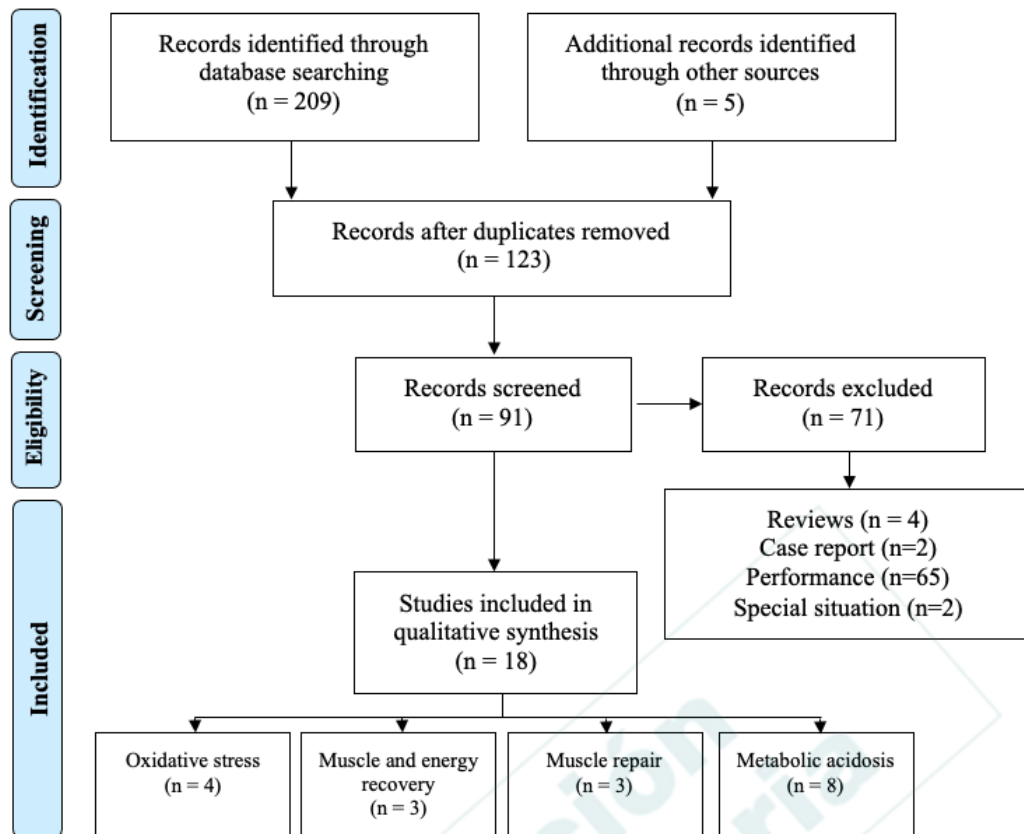 Identification
Records identified through
database searching
(n = 209)
Additional records identified
through other sources
(n = 5)
Screening
Records after duplicates removed
(n = 123)
Eligibility
Records screened
(n = 91)
Records excluded
(n = 71)
Reviews (n = 4)
Case report (n=2)
Performance (n=65)
Special situation (n=2)
Included
Studies included in
qualitative synthesis
(n = 18)
Oxidative stress
(n = 4)
Muscle and energy
recovery
(n = 3)
Muscle repair
(n = 3)
Metabolic acidosis
(n = 8)